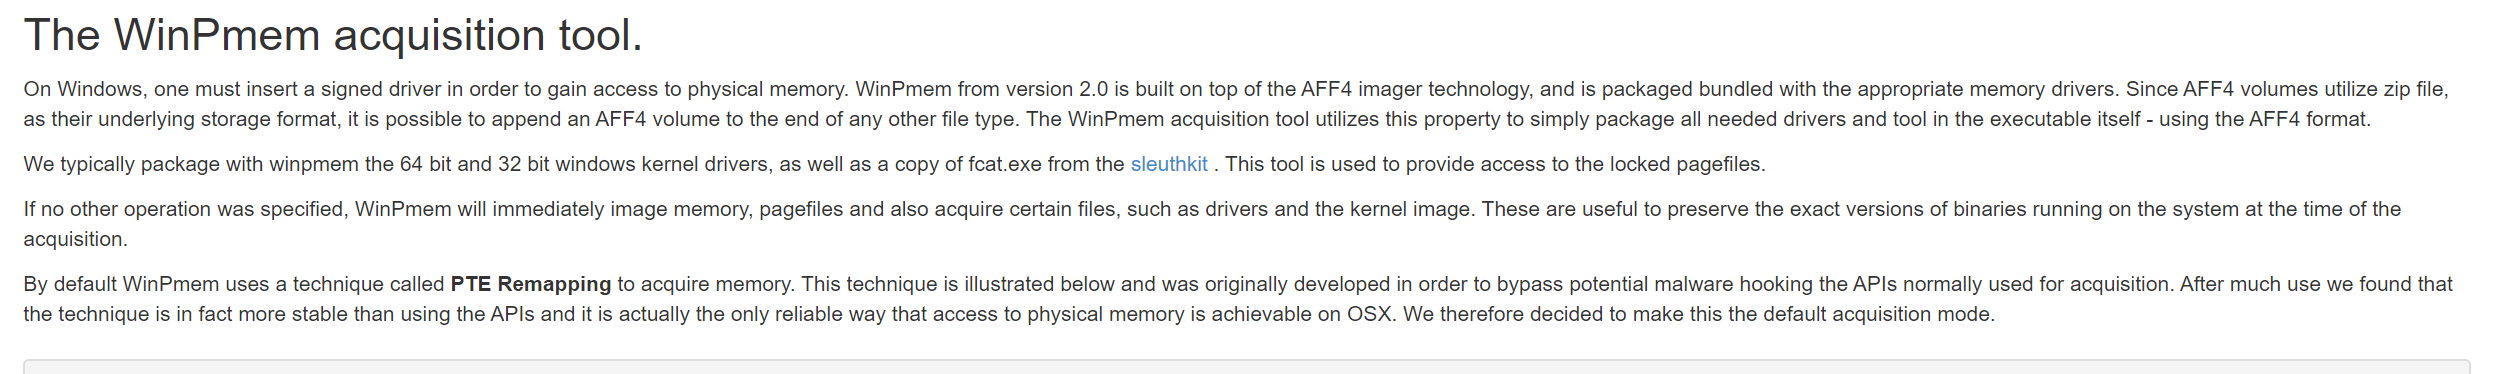 The WinPmem acquisition tool.
On Windows, one must insert a signed driver in order to gain access to physical memory. WinPmem from version 2.0 is built on top of the AFF4 imager technology, and is packaged bundled with the appropriate memory drivers. Since AFF4 volumes utilize zip file,
as their underlying storage format, it is possible to append an AFF4 volume to the end of any other file type. The WinPmem acquisition tool utilizes this property to simply package all needed drivers and tool in the executable itself - using the AFF4 format.
We typically package with winpmem the 64 bit and 32 bit windows kernel drivers, as well as a copy of fcat.exe from the sleuthkit . This tool is used to provide access to the locked pagefiles.
If no other operation was specified, WinPmem will immediately image memory, pagefiles and also acquire certain files, such as drivers and the kernel image. These are useful to preserve the exact versions of binaries running on the system at the time of the
acquisition.
By default WinPmem uses a technique called PTE Remapping to acquire memory. This technique is illustrated below and was originally developed in order to bypass potential malware hooking the APIs normally used for acquisition. After much use we found that
the technique is in fact more stable than using the APIs and it is actually the only reliable way that access to physical memory is achievable on OSX. We therefore decided to make this the default acquisition mode.